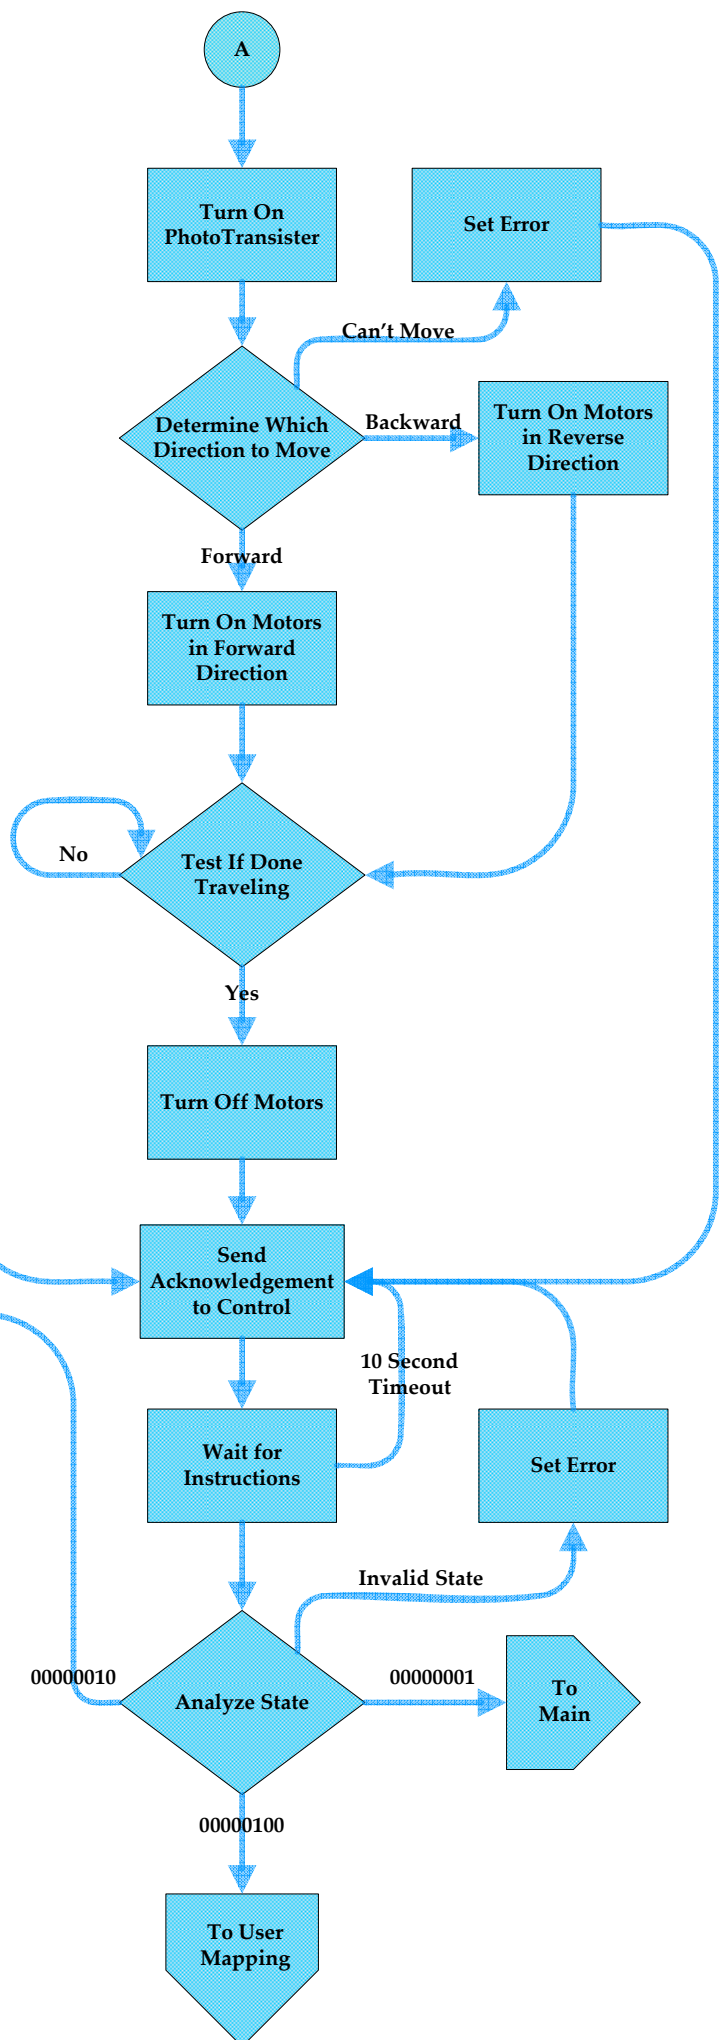 A
Turn On
PhotoTransister
Set Error
Can't Move
Determine Which
Direction to Move
Backward
Turn On Motors
in Reverse
Direction
Forward
Turn On Motors
in Forward
Direction
No
Test If Done
Traveling
Yes
Turn Off Motors
Send
Acknowledgement
to Control
10 Second
Timeout
Wait for
Instructions
Set Error
Invalid State
00000010
Analyze State
00000001
To
Main
00000100
To User
Mapping